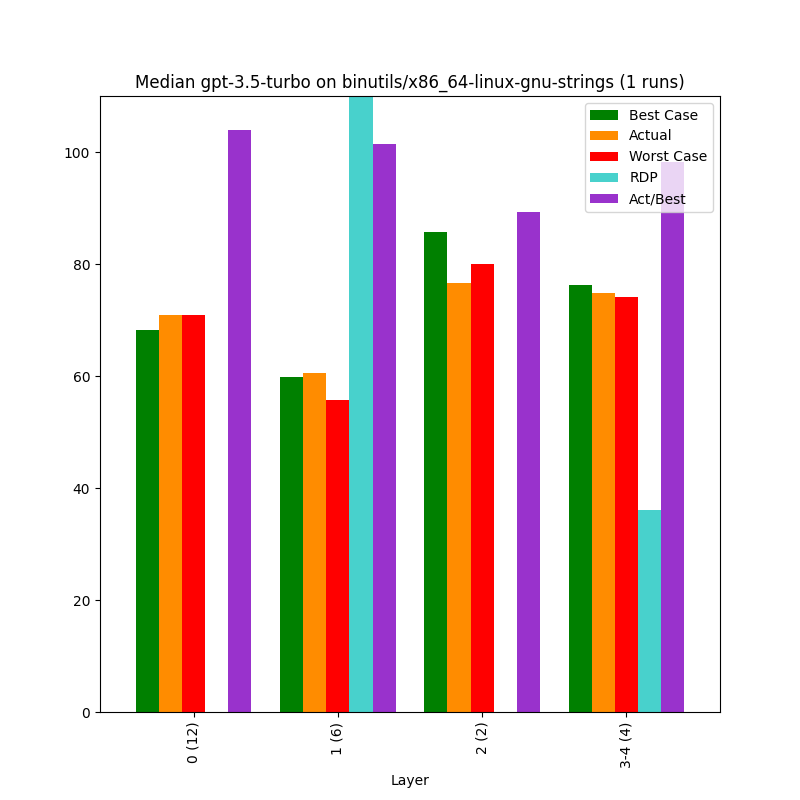 Median gpt-3.5-turbo on binutils/x86_64-linux-gnu-strings (1 runs)
Best Case
Actual
Worst Case
RDP
Act/Best
100
80
60
40
20
0
0 (12)
1 (6)
2 (2)
3-4 (4)
Layer